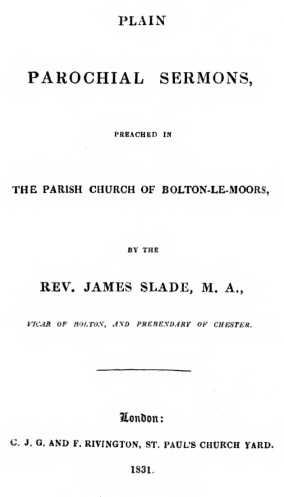 PLAIN
PAROCHIAL SERMONS,
PREACHED IN
THE PARISH CHURCH OF BOLTON-LE-MOORS,
BY THE
REV. JAMES SLADE, M. A.,
VICAR OF BOLTON, AND PREBENDARY OF CHESTER.
London:
C. J. G. AND F. RIVINGTON, ST. PAUL'S CHURCH YARD.
1831.